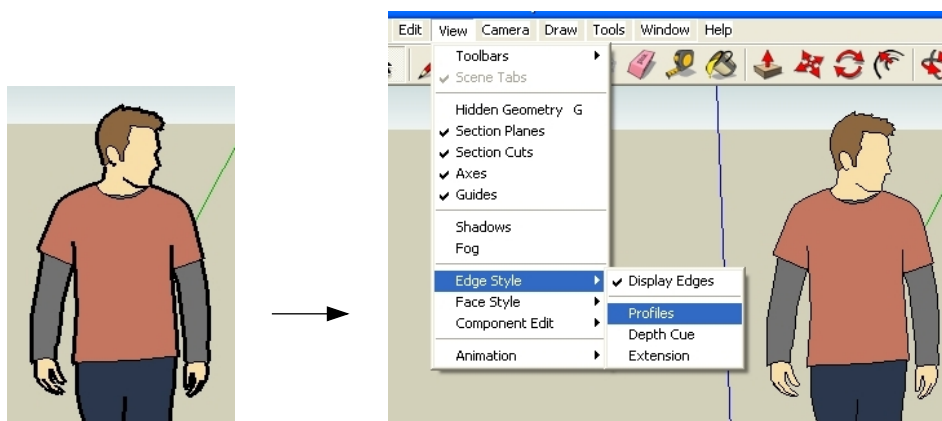 Edit View Camera Draw Tools Window Help
Toolbars
Scene Tabs
Hidden Geometry G
Section Planes
Section Cuts
Axes
Guides
Shadows
Fog
Edge Style
Face Style
Component Edit
Animation
Display Edges
Profiles
Depth Cue
Extension